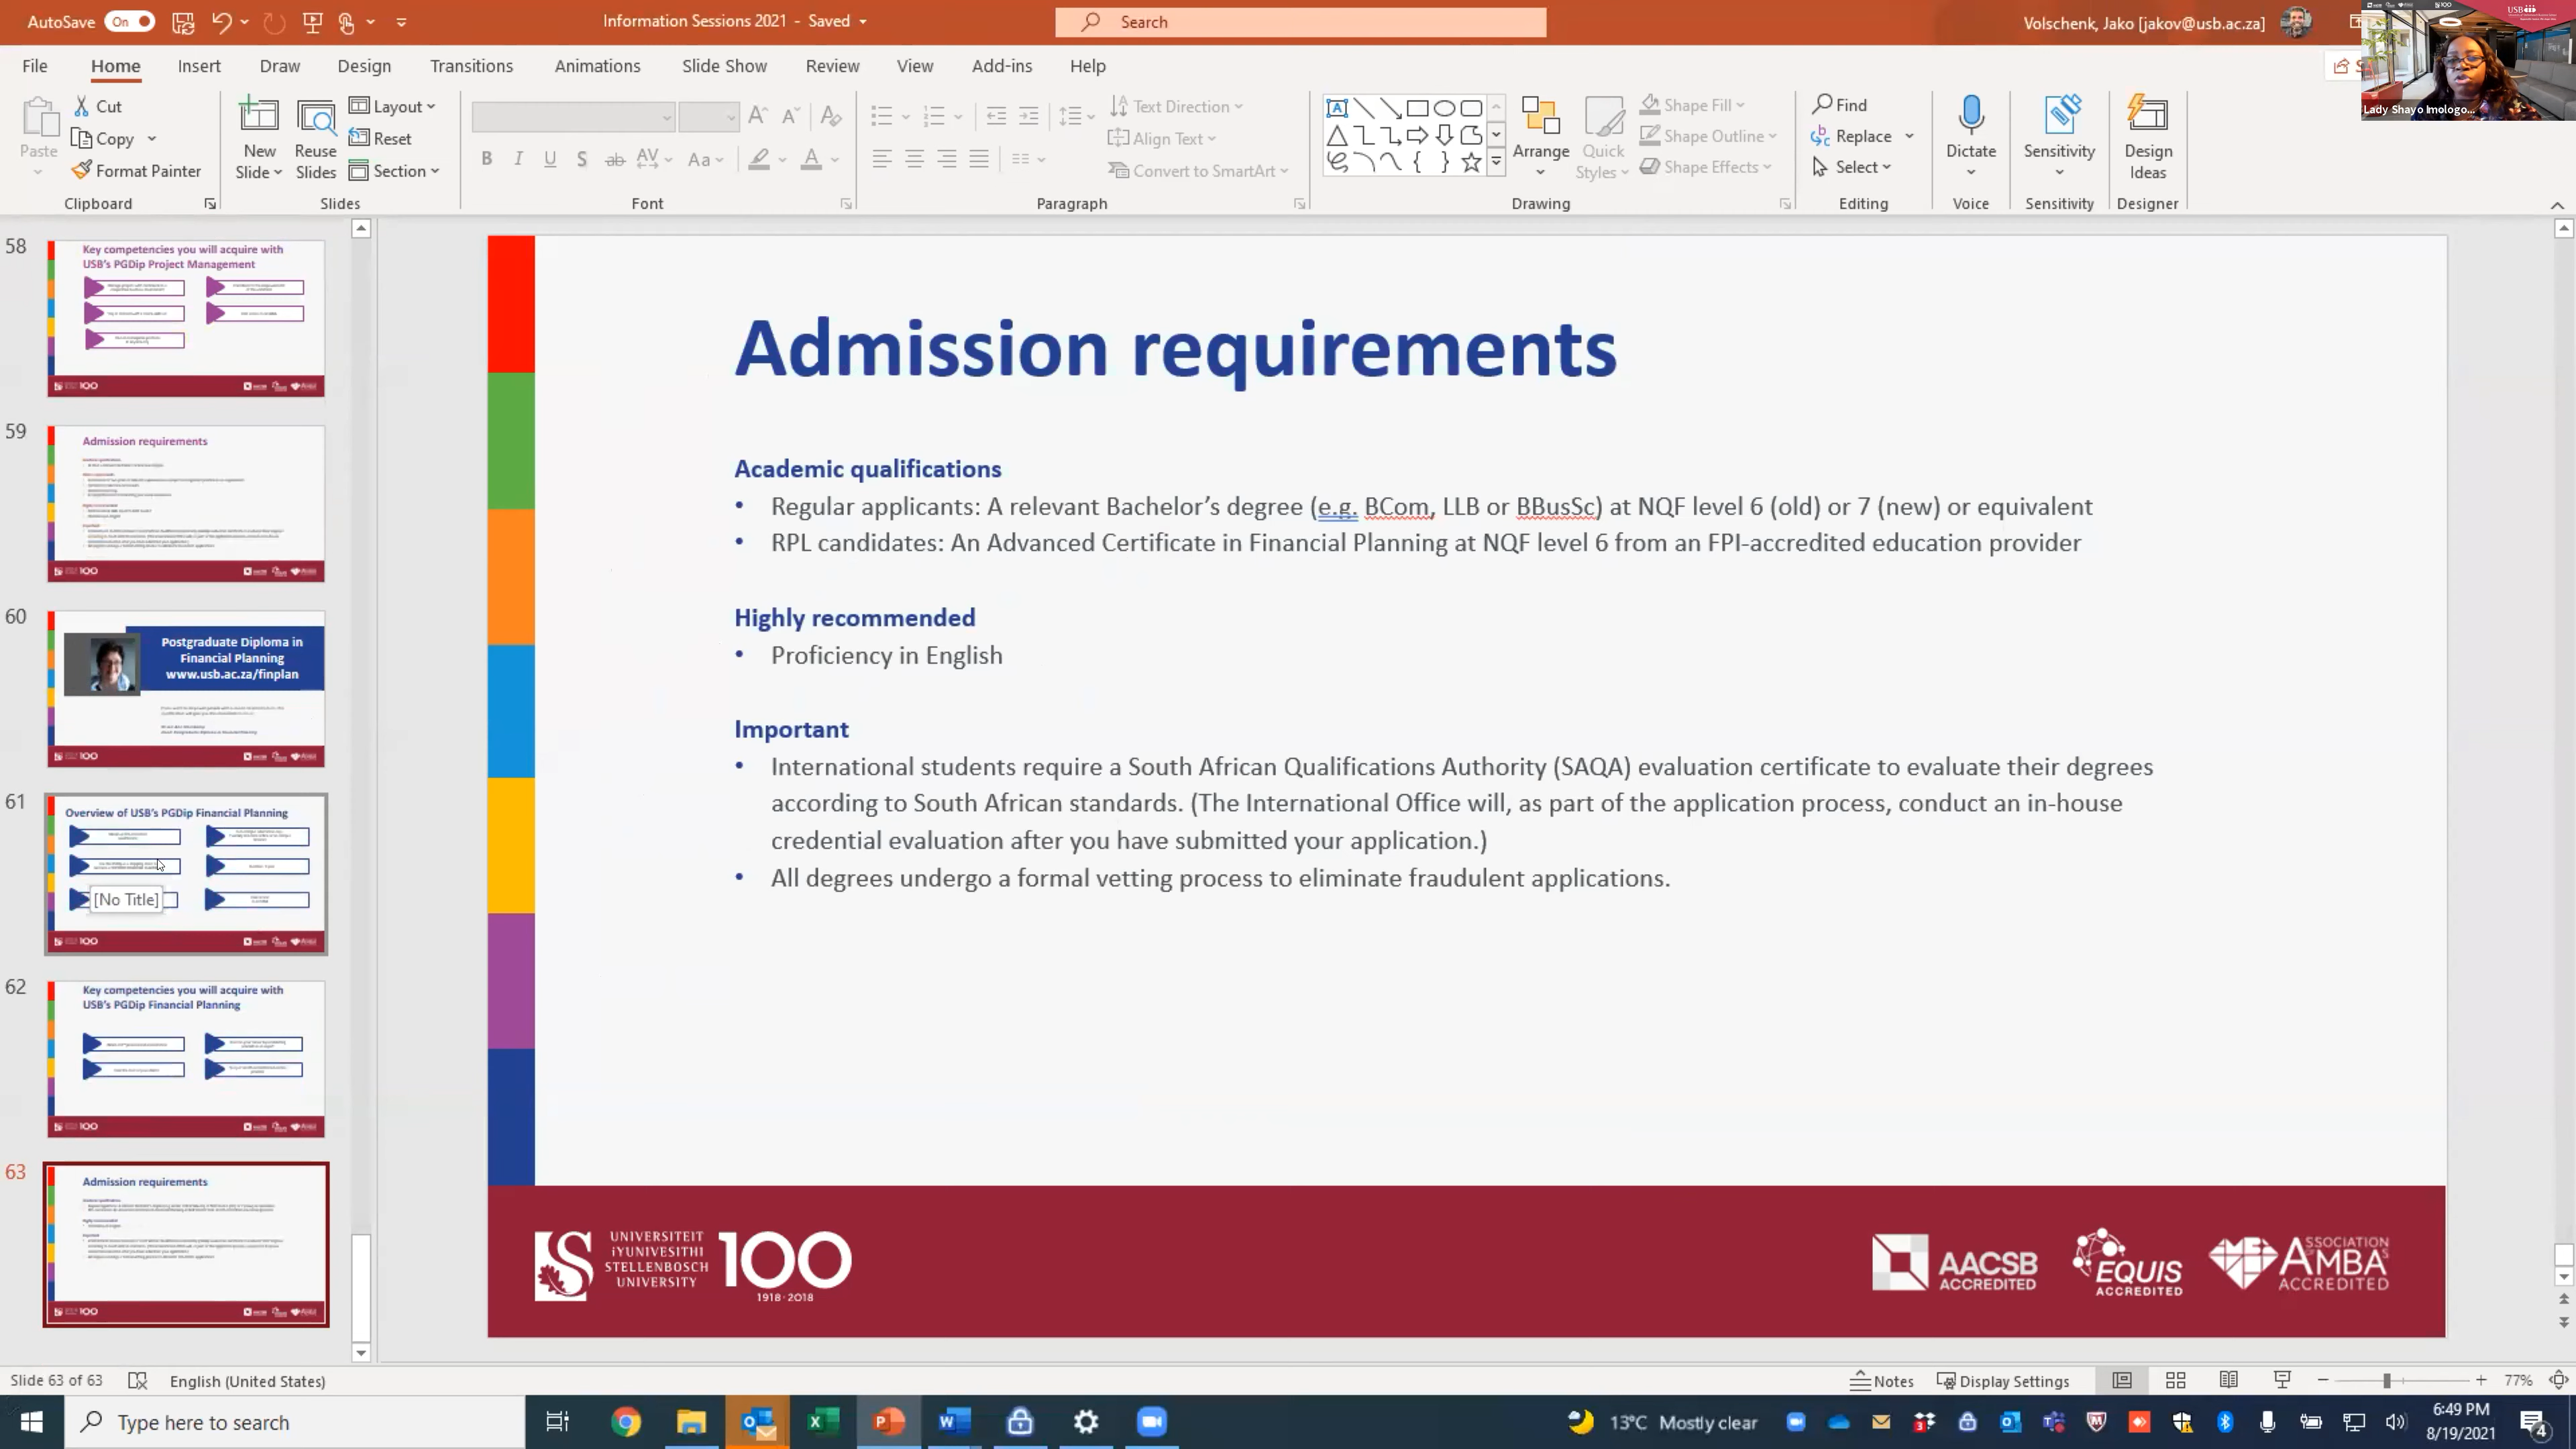 AutoSave On Information Sessions 2021 - Saved Search Volschenk, Jako [jakov@usb.ac.za]
File Home Insert Draw Design Transitions Animations Slide Show Review View Add-ins Help
Lady Shayo Imologo...
Paste
Cut
Copy
Format Painter
Clipboard
New Slide
Reuse Slides
Layout
Reset
Section
Slides
B I U S ab AV Aa A
Font
Text Direction
Align Text
Convert to SmartArt
Paragraph
Arrange
Quick Styles
Shape Fill
Shape Outline
Shape Effects
Drawing
Find
Replace
Select
Editing
Dictate
Voice
Sensitivity
Sensitivity
Design Ideas
Designer
58
Key competencies you will acquire with
USB's PGDip Project Management
100
59
Admission requirements
100
60
Postgraduate Diploma in
Financial Planning
www.usb.ac.za/finplan
100
61
Overview of USB's PGDip Financial Planning
[No Title]
100
62
Key competencies you will acquire with
USB's PGDip Financial Planning
100
63
Admission requirements
100
Admission requirements
Academic qualifications
• Regular applicants: A relevant Bachelor’s degree (e.g. BCom, LLB or BBusSc) at NQF level 6 (old) or 7 (new) or equivalent
• RPL candidates: An Advanced Certificate in Financial Planning at NQF level 6 from an FPI-accredited education provider
Highly recommended
• Proficiency in English
Important
• International students require a South African Qualifications Authority (SAQA) evaluation certificate to evaluate their degrees
according to South African standards. (The International Office will, as part of the application process, conduct an in-house
credential evaluation after you have submitted your application.)
• All degrees undergo a formal vetting process to eliminate fraudulent applications.
UNIVERSITEIT
iYUNIVESITHI
STELLENBOSCH
UNIVERSITY
100
1918·2018
AACSB
ACCREDITED
EQUIS
ACCREDITED
ASSOCIATION
AMBA'S
ACCREDITED
Slide 63 of 63 English (United States) Notes Display Settings 77%
Type here to search
13°C Mostly clear
6:49 PM
8/19/2021
4